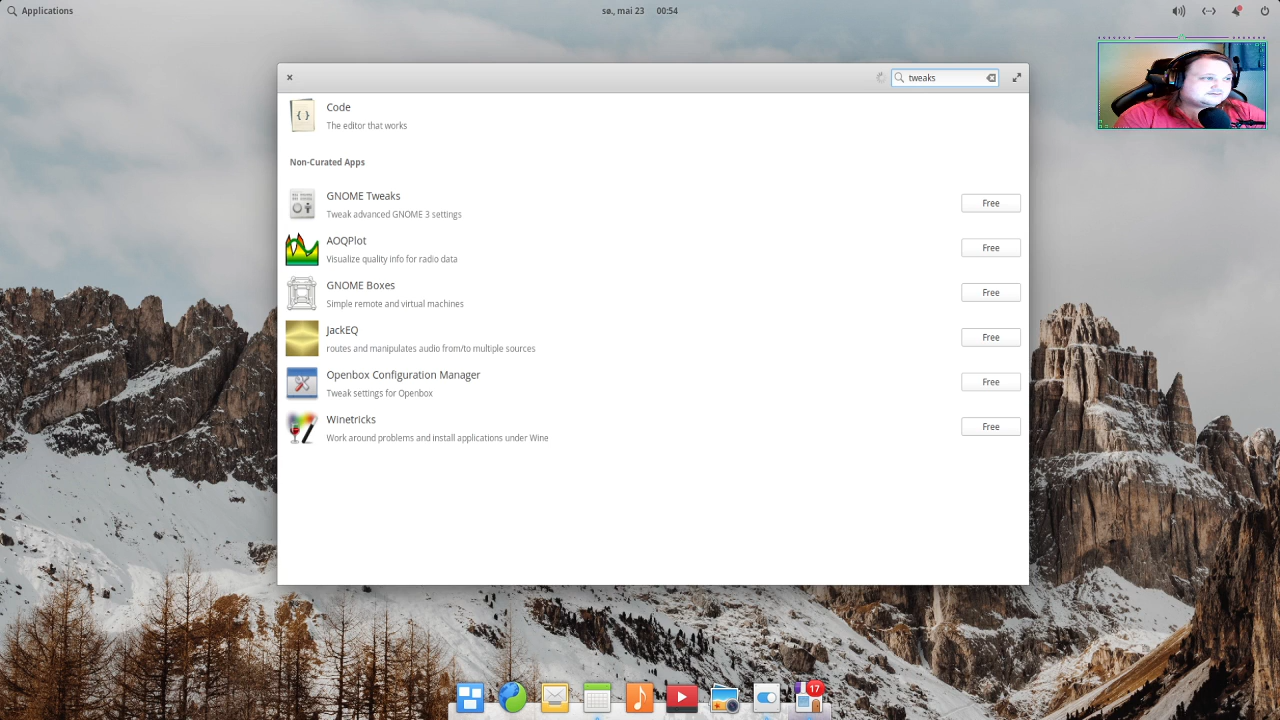 Applications
sø., mai 23 00:54
tweaks
Code
The editor that works
Non-Curated Apps
GNOME Tweaks
Tweak advanced GNOME 3 settings
Free
AOQPlot
Visualize quality info for radio data
Free
GNOME Boxes
Simple remote and virtual machines
Free
JackEQ
routes and manipulates audio from/to multiple sources
Free
Openbox Configuration Manager
Tweak settings for Openbox
Free
Winetricks
Work around problems and install applications under Wine
Free
17